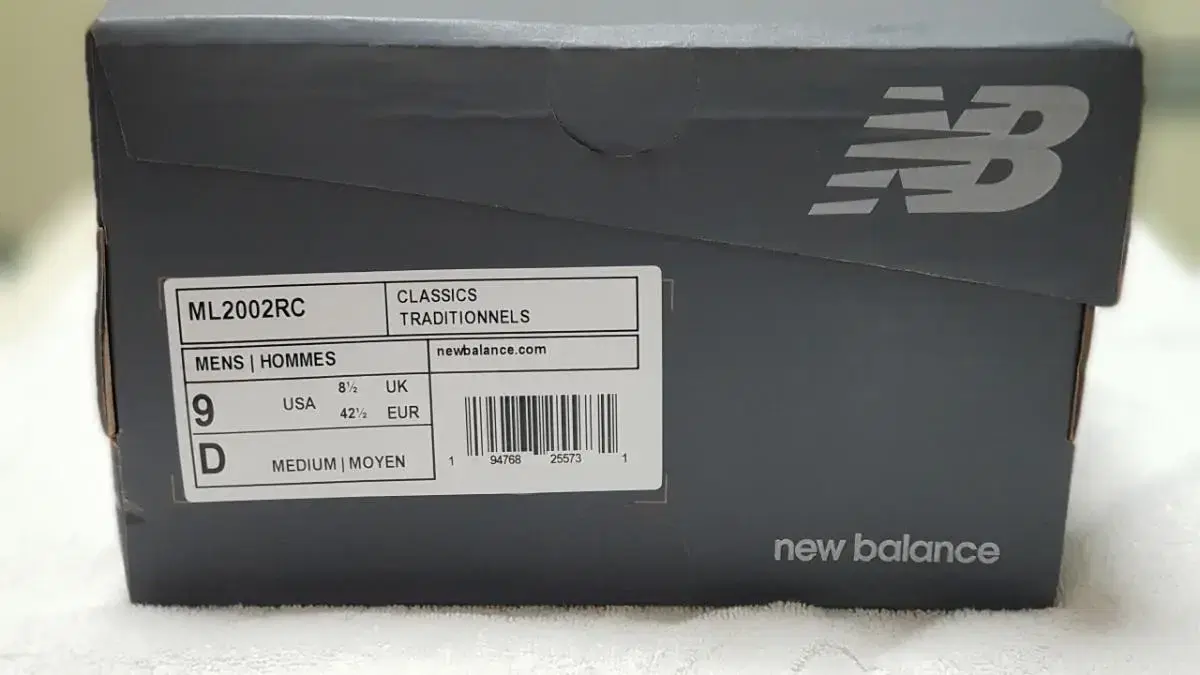 NB
ML2002RC
CLASSICS
TRADITIONNELS
MENS | HOMMES
newbalance.com
9 USA 8½ UK
42½ EUR
D MEDIUM | MOYEN
1 94768 25573 1
new balance